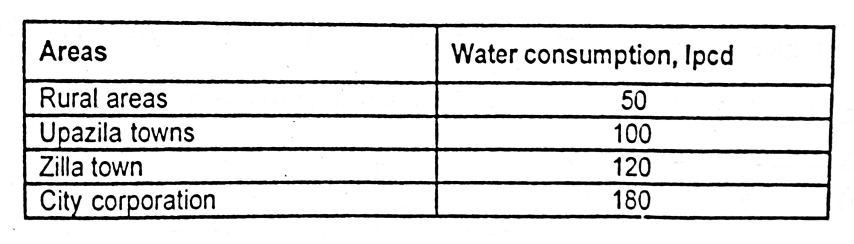 Areas Water consumption, lpcd
Rural areas 50
Upazila towns 100
Zilla town 120
City corporation 180